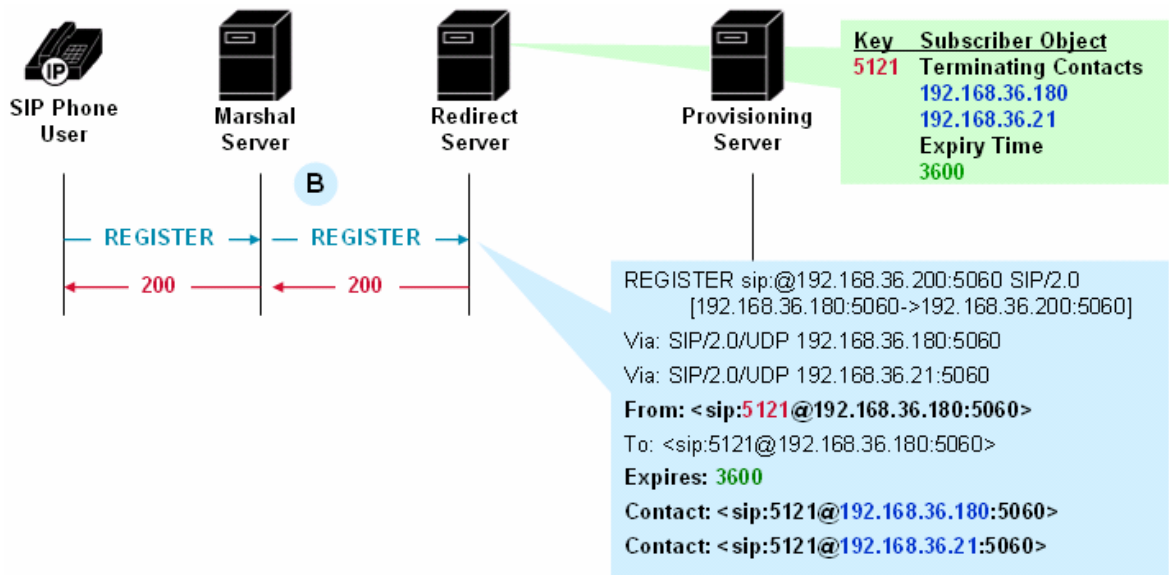 IP
SIP Phone
User
Marshal
Server
Redirect
Server
Provisioning
Server
Key Subscriber Object
5121 Terminating Contacts
192.168.36.180
192.168.36.21
Expiry Time
3600
B
REGISTER
REGISTER
200
200
REGISTER sip:@192.168.36.200:5060 SIP/2.0
[192.168.36.180:5060->192.168.36.200:5060]
Via: SIP/2.0/UDP 192.168.36.180:5060
Via: SIP/2.0/UDP 192.168.36.21:5060
From: <sip:5121@192.168.36.180:5060>
To: <sip:5121@192.168.36.180:5060>
Expires: 3600
Contact: <sip:5121@192.168.36.180:5060>
Contact: <sip:5121@192.168.36.21:5060>